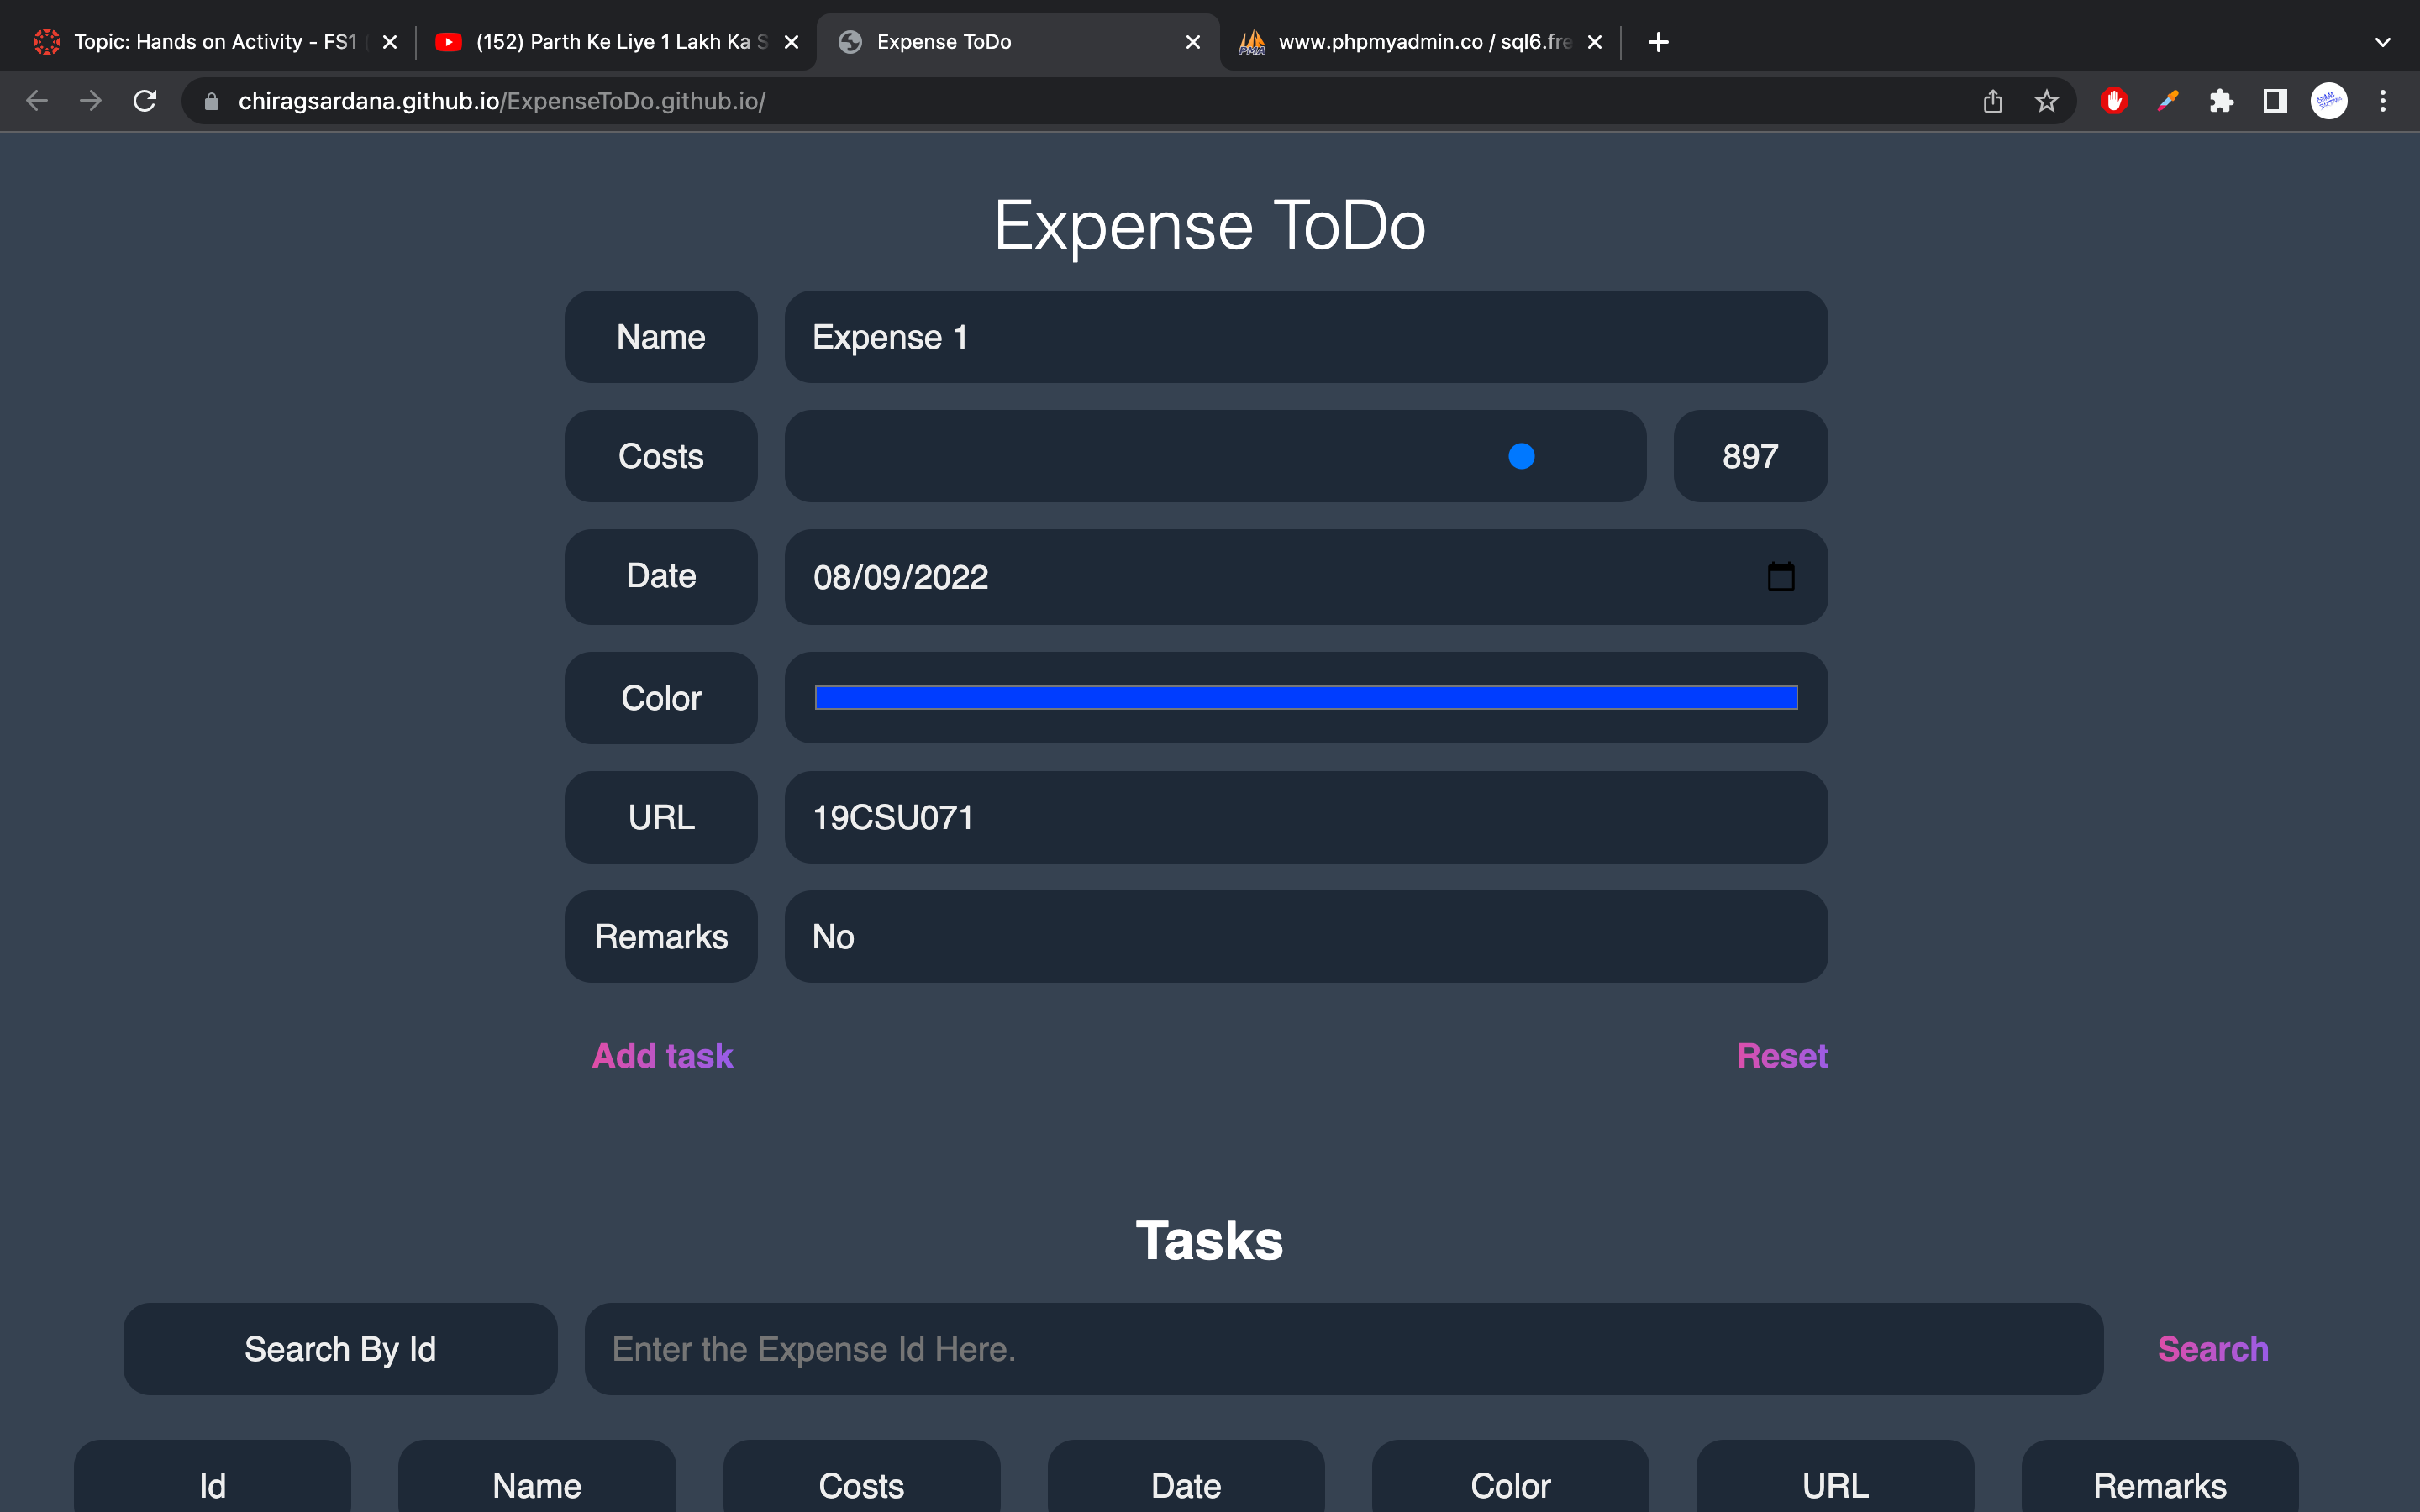 Topic: Hands on Activity - FS1
(152) Parth Ke Liye 1 Lakh Ka S
Expense ToDo
www.phpmyadmin.co / sql6.fre
chiragsardana.github.io/ExpenseToDo.github.io/
Expense ToDo
Name
Expense 1
Costs
897
Date
08/09/2022
Color
URL
19CSU071
Remarks
No
Add task
Reset
Tasks
Search By Id
Enter the Expense Id Here.
Search
Id
Name
Costs
Date
Color
URL
Remarks